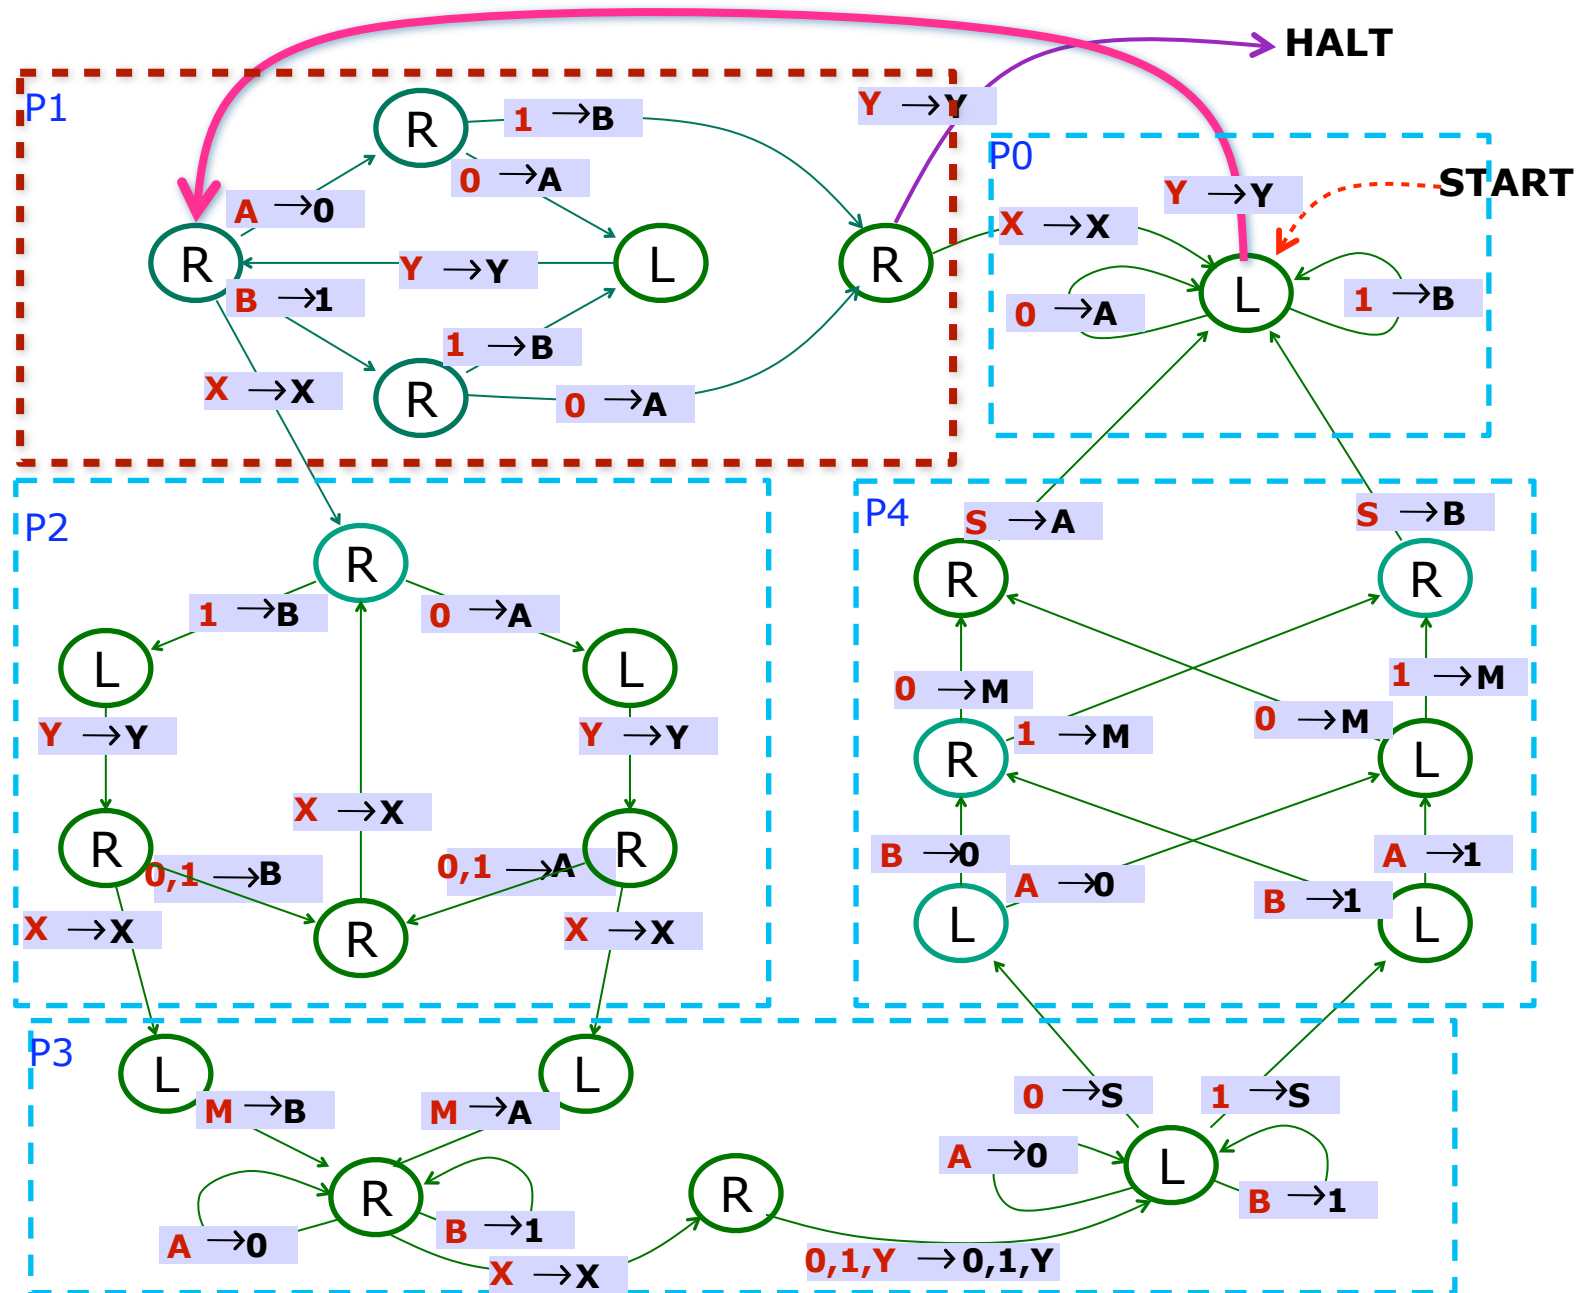 HALT
P1
R
1 → B
Y → Y
P0
0 → A
START
Y → Y
A → 0
X → X
R
Y → Y
L
R
L
B → 1
0 → A
1 → B
1 → B
X → X
R
0 → A
P2
P4
S → A
S → B
R
R
R
1 → B
0 → A
L
L
0 → M
1 → M
Y → Y
Y → Y
1 → M
0 → M
R
L
X → X
R
R
B → 0
A → 1
0,1 → B
0,1 → A
A → 0
B → 1
X → X
R
X → X
L
L
P3
L
L
0 → S
1 → S
M → B
M → A
A → 0
L
R
R
B → 1
A → 0
B → 1
X → X
0,1,Y → 0,1,Y